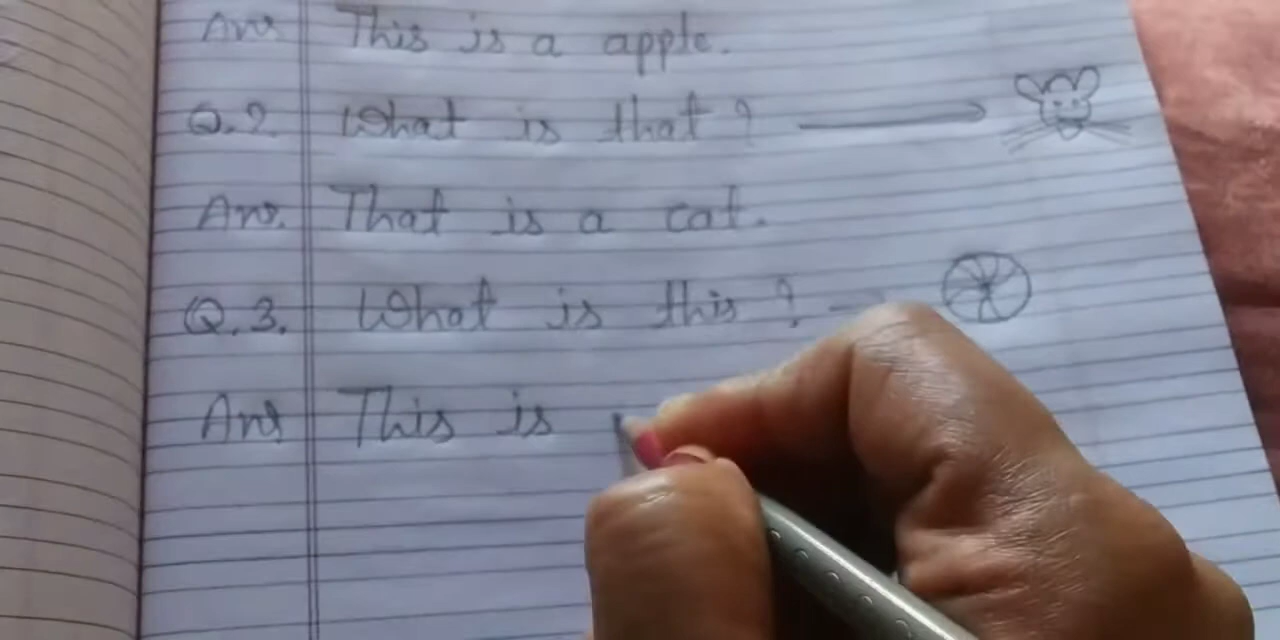 Ans This is a apple.
Q.2. What is that ?
Ans. That is a cat.
Q.3. What is this ?
Ans This is